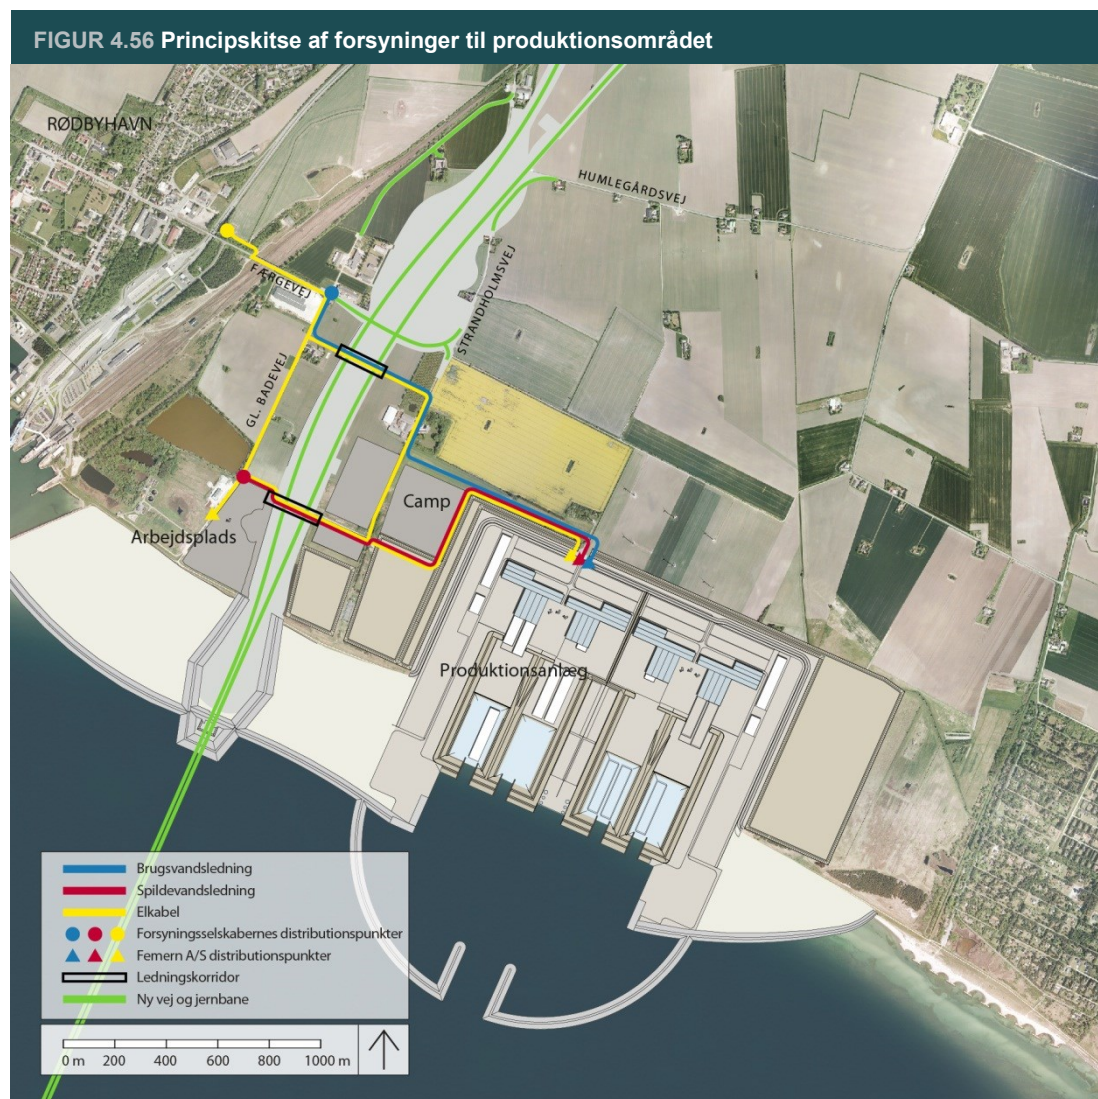 FIGUR 4.56 Principskitse af forsyninger til produktionsområdet
RØDBYHAVN
HUMLEGÅRDSVEJ
FÆRGEVEJ
STRANDHOLMSVEJ
GL. BADEVEJ
Camp
Arbejdsplads
Produktionsanlæg
Brugsvandsledning
Spildevandsledning
Elkabel
Forsyningsselskabernes distributionspunkter
Femern A/S distributionspunkter
Ledningskorridor
Ny vej og jernbane
0 m 200 400 600 800 1000 m